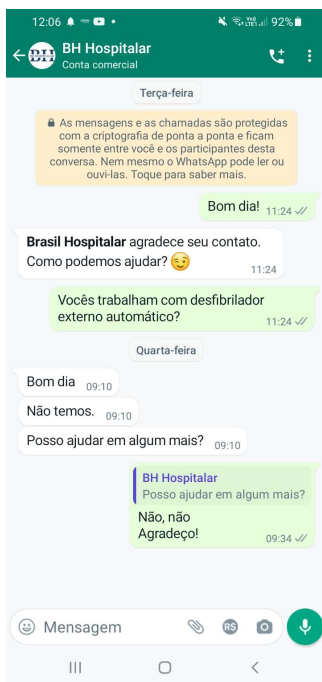 12:06
92%
BH
BH Hospitalar
Conta comercial
Terça-feira
As mensagens e as chamadas são protegidas
com a criptografia de ponta a ponta e ficam
somente entre você e os participantes desta
conversa. Nem mesmo o WhatsApp pode ler ou
ouvi-las. Toque para saber mais.
Bom dia! 11:24
Brasil Hospitalar agradece seu contato.
Como podemos ajudar?
11:24
Vocês trabalham com desfibrilador
externo automático?
11:24
Quarta-feira
Bom dia 09:10
Não temos. 09:10
Posso ajudar em algum mais? 09:10
BH Hospitalar
Posso ajudar em algum mais?
Não, não
Agradeço!
09:34
Mensagem
R$